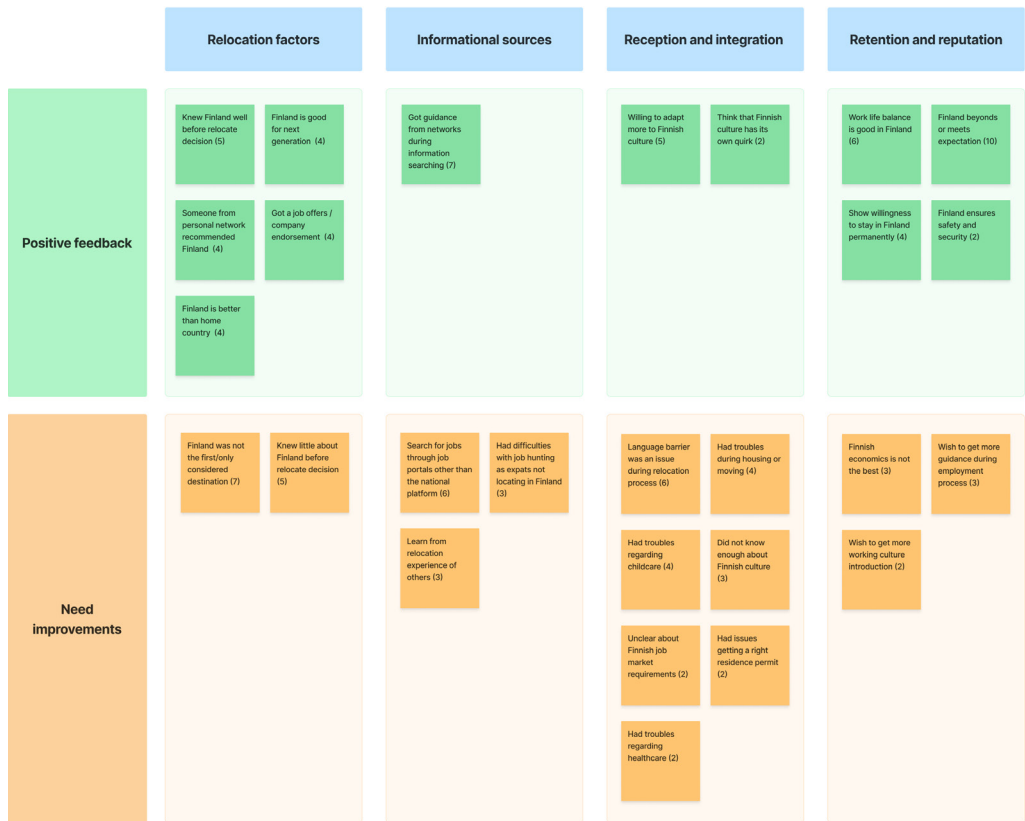 Relocation factors
Informational sources
Reception and integration
Retention and reputation
Positive feedback
Knew Finland well
before relocate
decision (5)
Finland is good
for next
generation (4)
Someone from
personal network
recommended
Finland (4)
Got a job offers /
company
endorsement (4)
Finland is better
than home
country (4)
Got guidance
from networks
during
information
searching (7)
Willing to adapt
more to Finnish
culture (5)
Think that Finnish
culture has its
own quirk (2)
Work life balance
is good in Finland
(6)
Finland beyonds
or meets
expectation (10)
Show willingness
to stay in Finland
permanently (4)
Finland ensures
safety and
security (2)
Need
improvements
Finland was not
the first/only
considered
destination (7)
Knew little about
Finland before
relocate decision
(5)
Search for jobs
through job
portals other than
the national
platform (6)
Had difficulties
with job hunting
as expats not
locating in Finland
(3)
Learn from
relocation
experience of
others (3)
Language barrier
was an issue
during relocation
process (6)
Had troubles
during housing or
moving (4)
Had troubles
regarding
childcare (4)
Did not know
enough about
Finnish culture
(3)
Unclear about
Finnish job
market
requirements (2)
Had issues
getting a right
residence permit
(2)
Had troubles
regarding
healthcare (2)
Finnish
economics is not
the best (3)
Wish to get more
guidance during
employment
process (3)
Wish to get more
working culture
introduction (2)